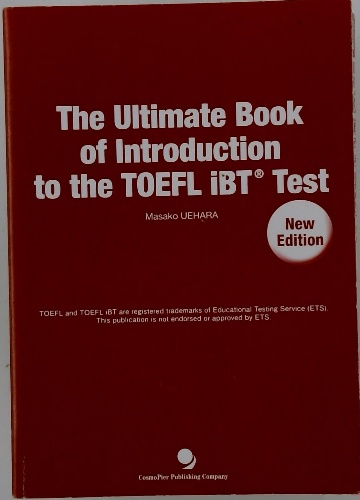 The Ultimate Book
of Introduction
to the TOEFL iBT® Test
Masako UEHARA
New
Edition
TOEFL and TOEFL iBT are registered trademarks of Educational Testing Service (ETS).
This publication is not endorsed or approved by ETS.
CosmoPier Publishing Company